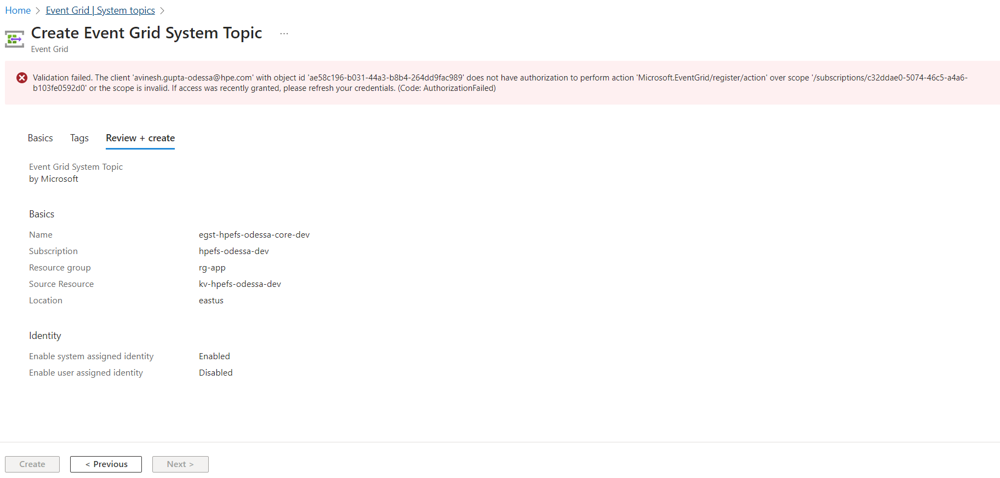 Home > Event Grid | System topics >
Create Event Grid System Topic ...
Event Grid
Validation failed. The client 'avinesh.gupta-odessa@hpe.com' with object id 'ae58c196-b031-44a3-b8b4-264dd9fac989' does not have authorization to perform action 'Microsoft.EventGrid/register/action' over scope '/subscriptions/c32ddae0-5074-46c5-a4a6-
b103fe0592d0' or the scope is invalid. If access was recently granted, please refresh your credentials. (Code: AuthorizationFailed)
Basics Tags Review + create
Event Grid System Topic
by Microsoft
Basics
Name egst-hpefs-odessa-core-dev
Subscription hpefs-odessa-dev
Resource group rg-app
Source Resource kv-hpefs-odessa-dev
Location eastus
Identity
Enable system assigned identity Enabled
Enable user assigned identity Disabled
Create < Previous Next >